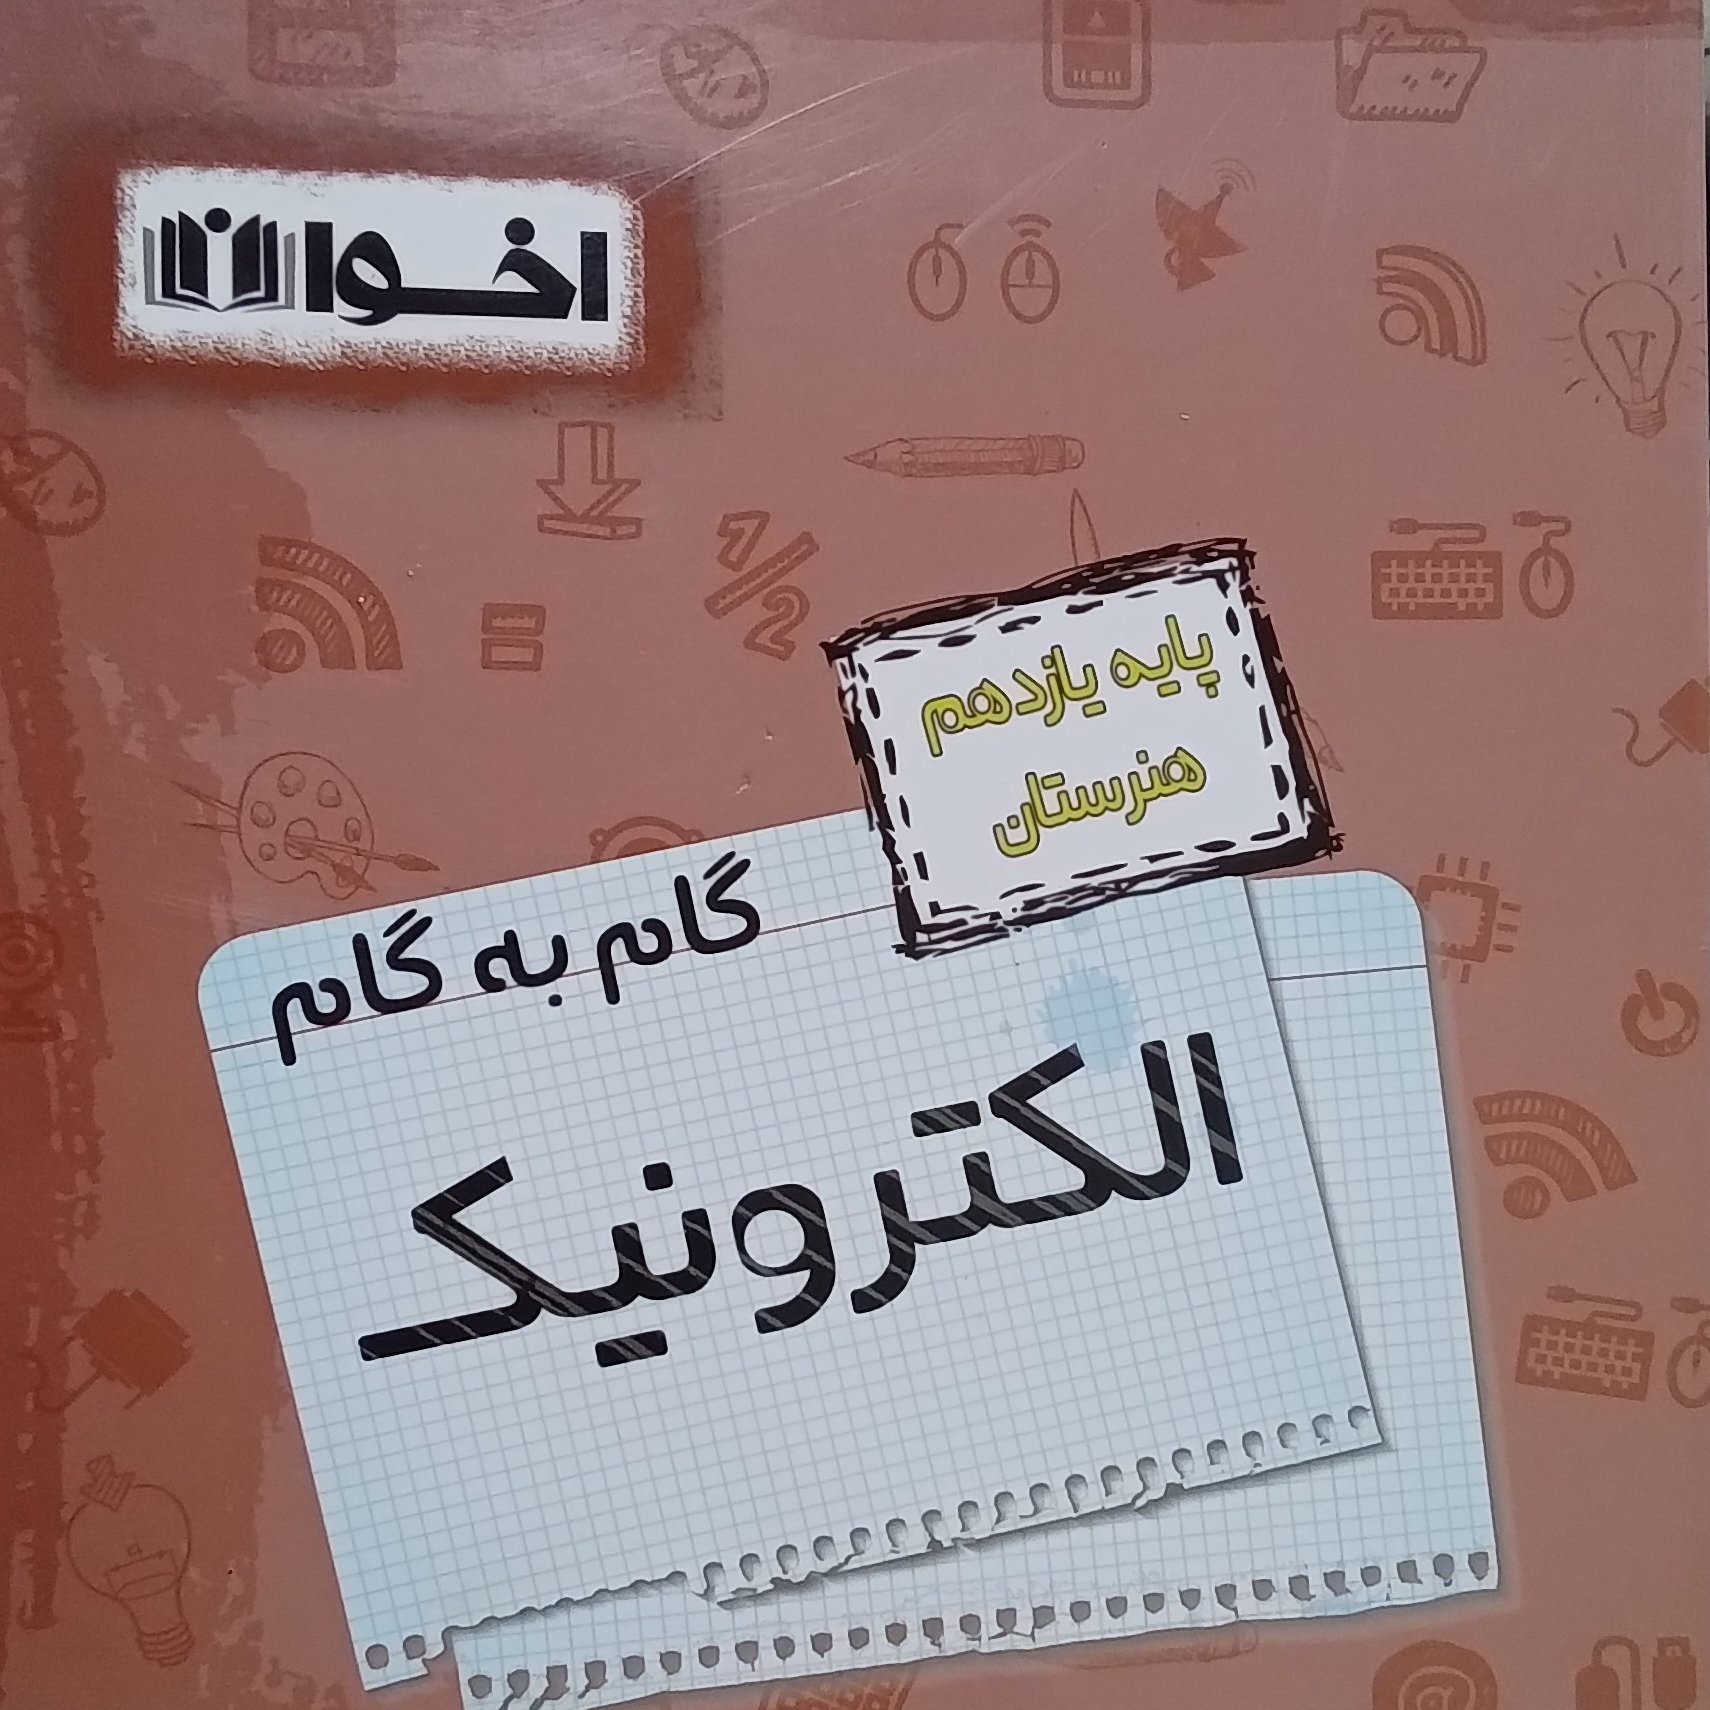 اخوان
پایه یازدهم
هنرستان
گام به گام
الکترونیک